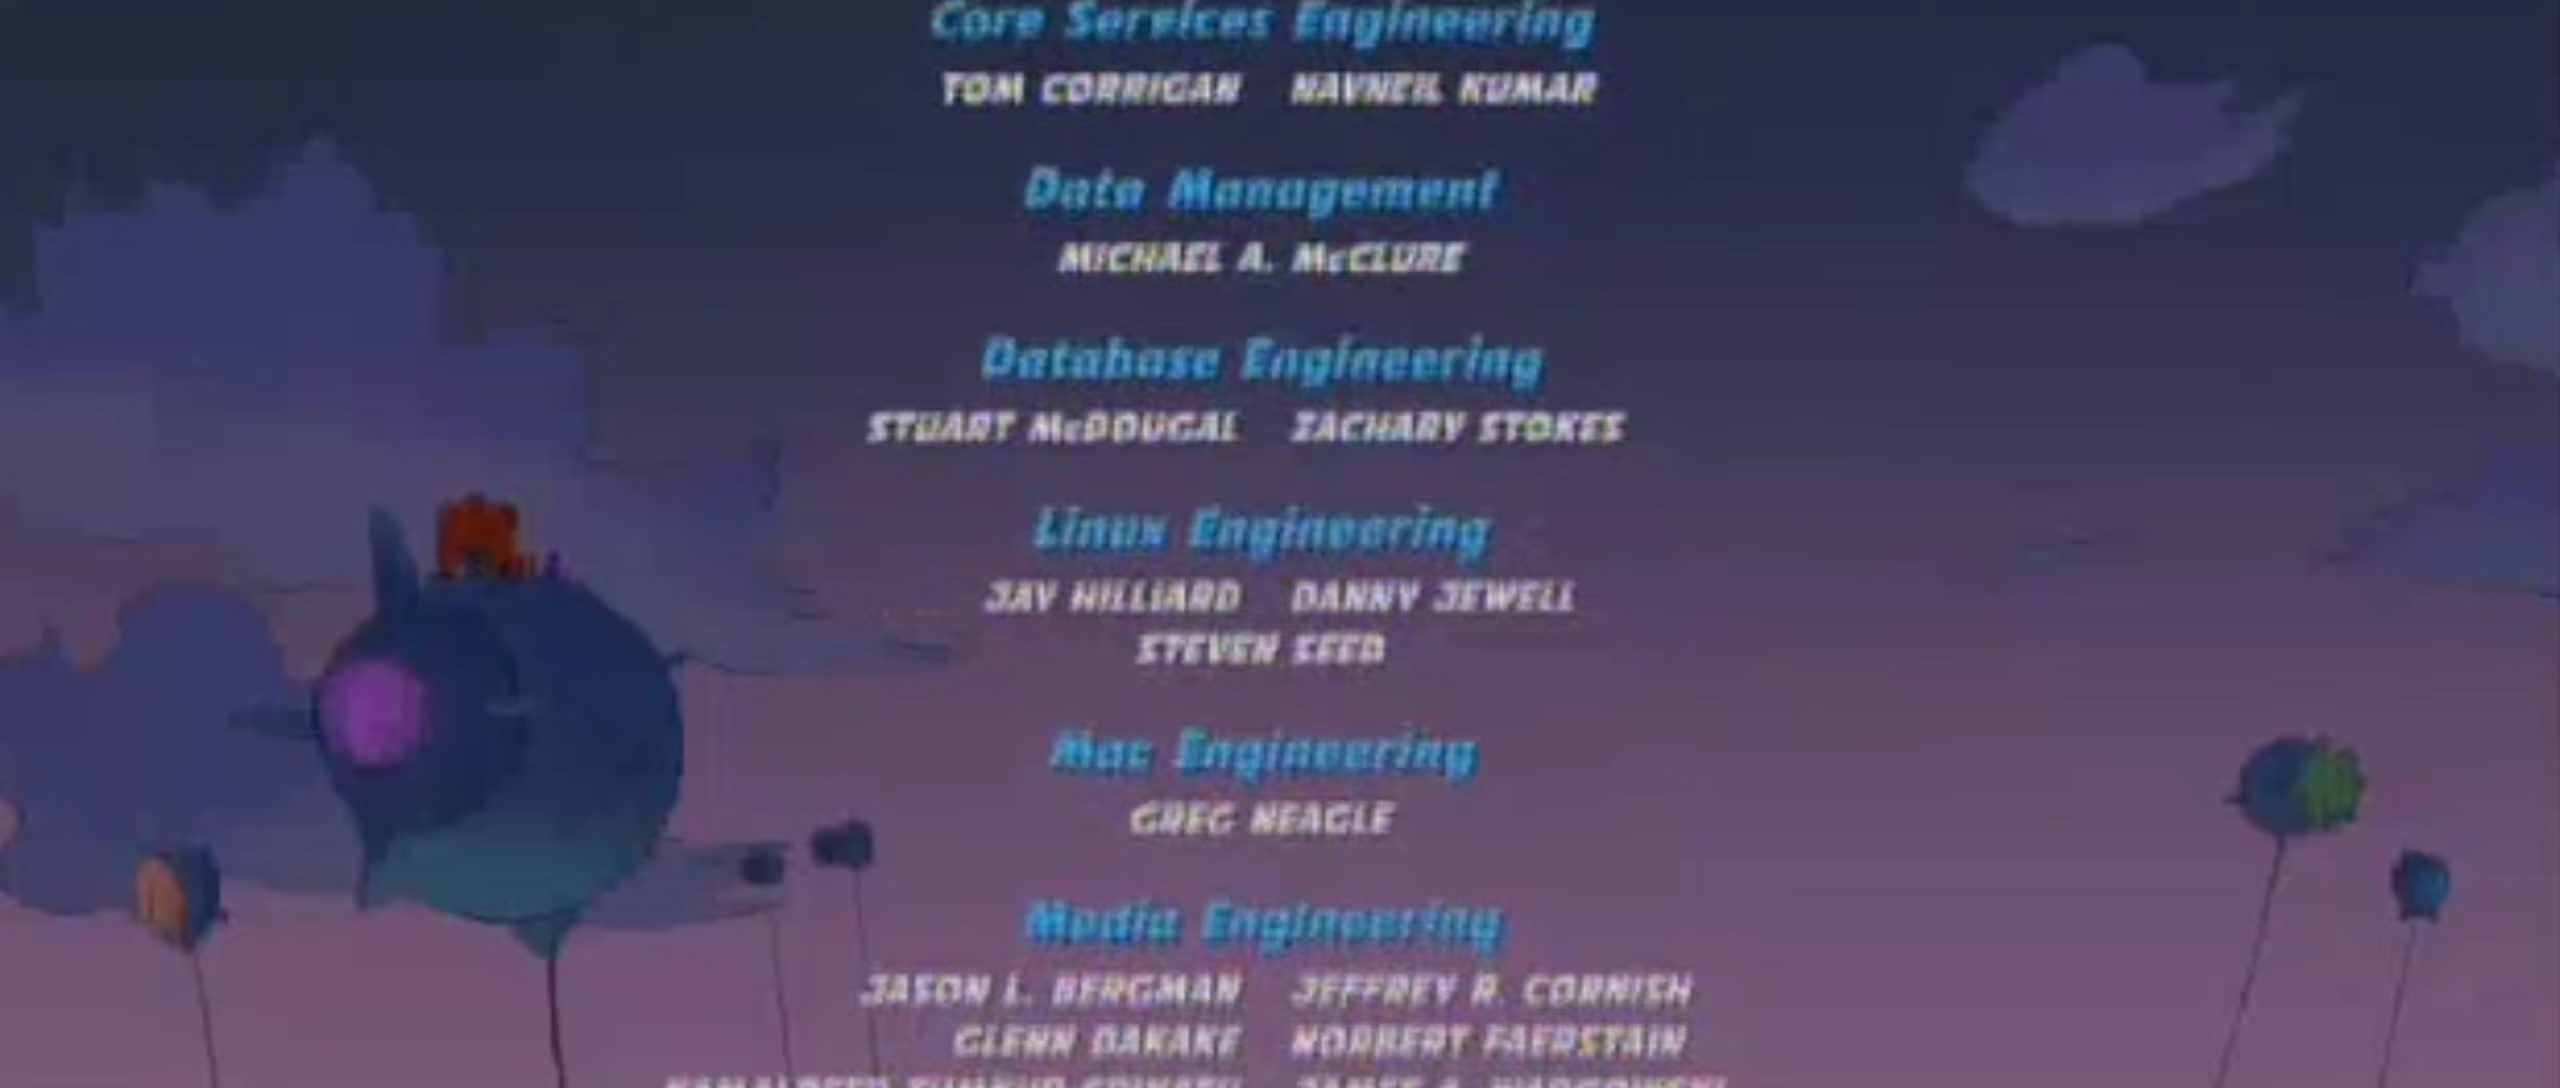 Core Services Engineering
TOM CORRIGAN NAVNEIL KUMAR
Data Management
MICHAEL A. McCLURE
Database Engineering
STUART McDOUGAL ZACHARY STOKES
Linux Engineering
JAY HILLIARD DANNY JEWELL
STEVEN SEED
Mac Engineering
GREG NEAGLE
Media Engineering
JASON L. BERGMAN JEFFREY R. CORNISH
GLENN DAKAKE NORBERT FAERSTAIN
JAMES A.